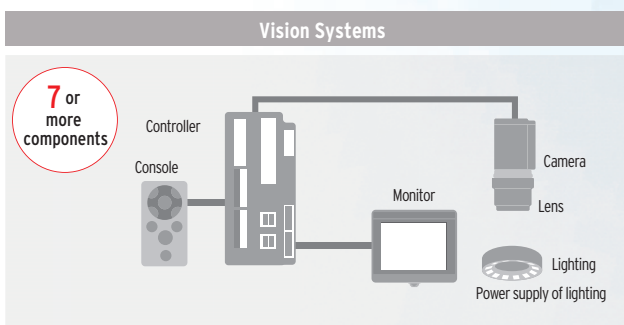 Vision Systems
7 or
more
components
Controller
Console
Monitor
Camera
Lens
Lighting
Power supply of lighting